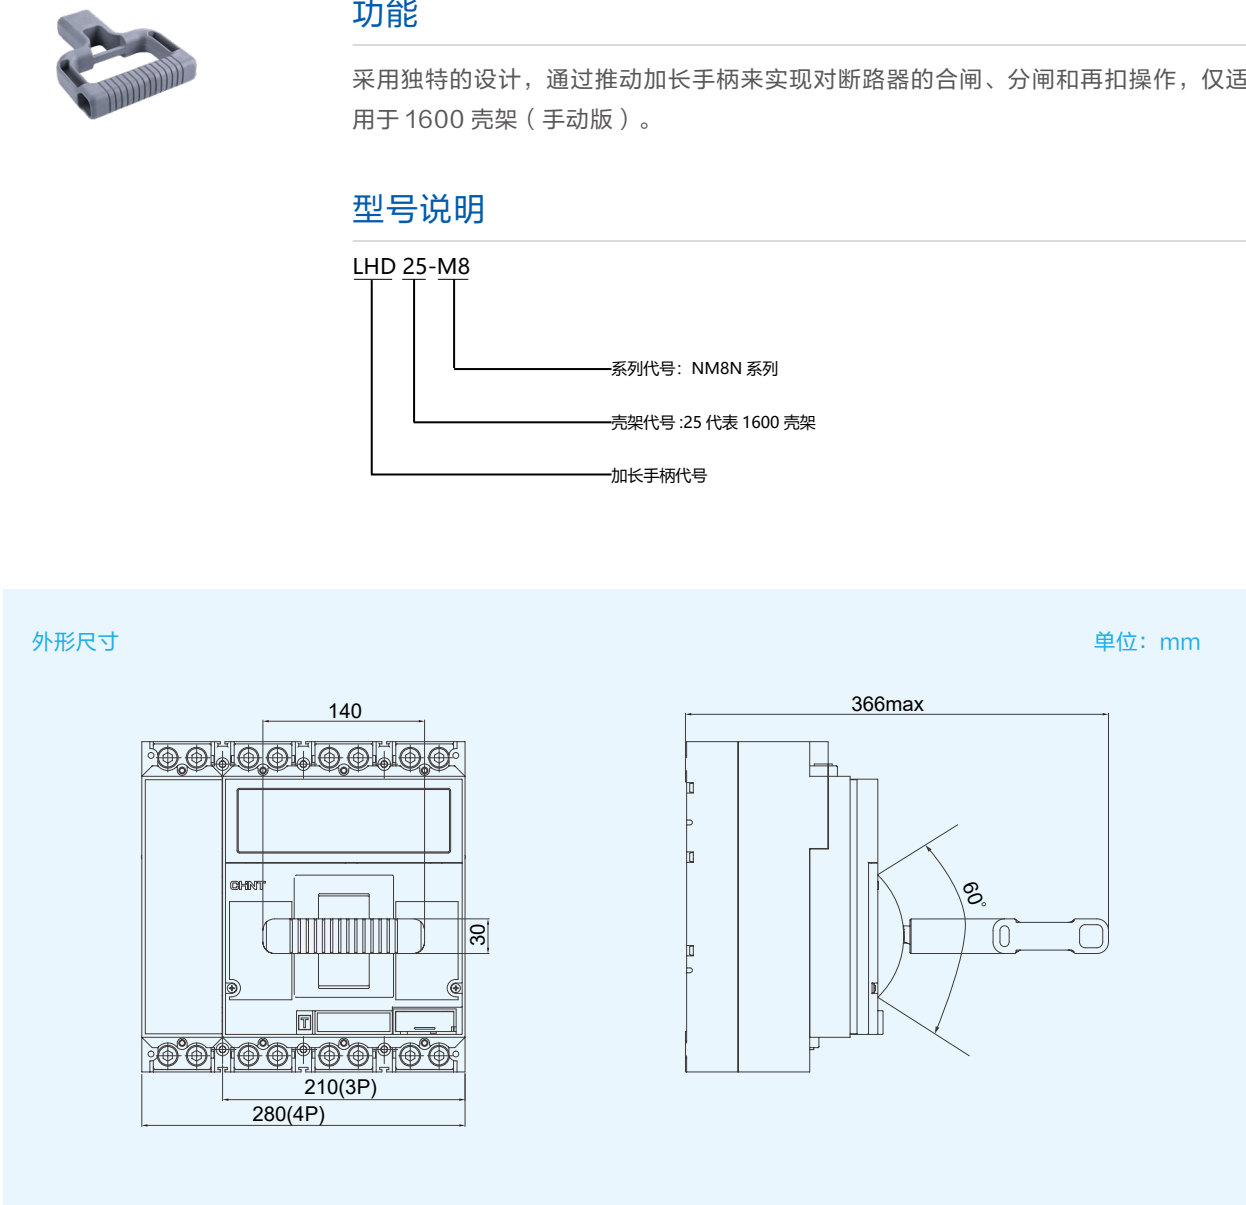 功能
采用独特的设计，通过推动加长手柄来实现对断路器的合闸、分闸和再扣操作，仅适
用于 1600 壳架（手动版）。
型号说明
LHD 25-M8
系列代号：NM8N 系列
壳架代号 :25 代表 1600 壳架
加长手柄代号
外形尺寸
单位：mm
140
366max
CHNT
60°
30
T
210(3P)
280(4P)